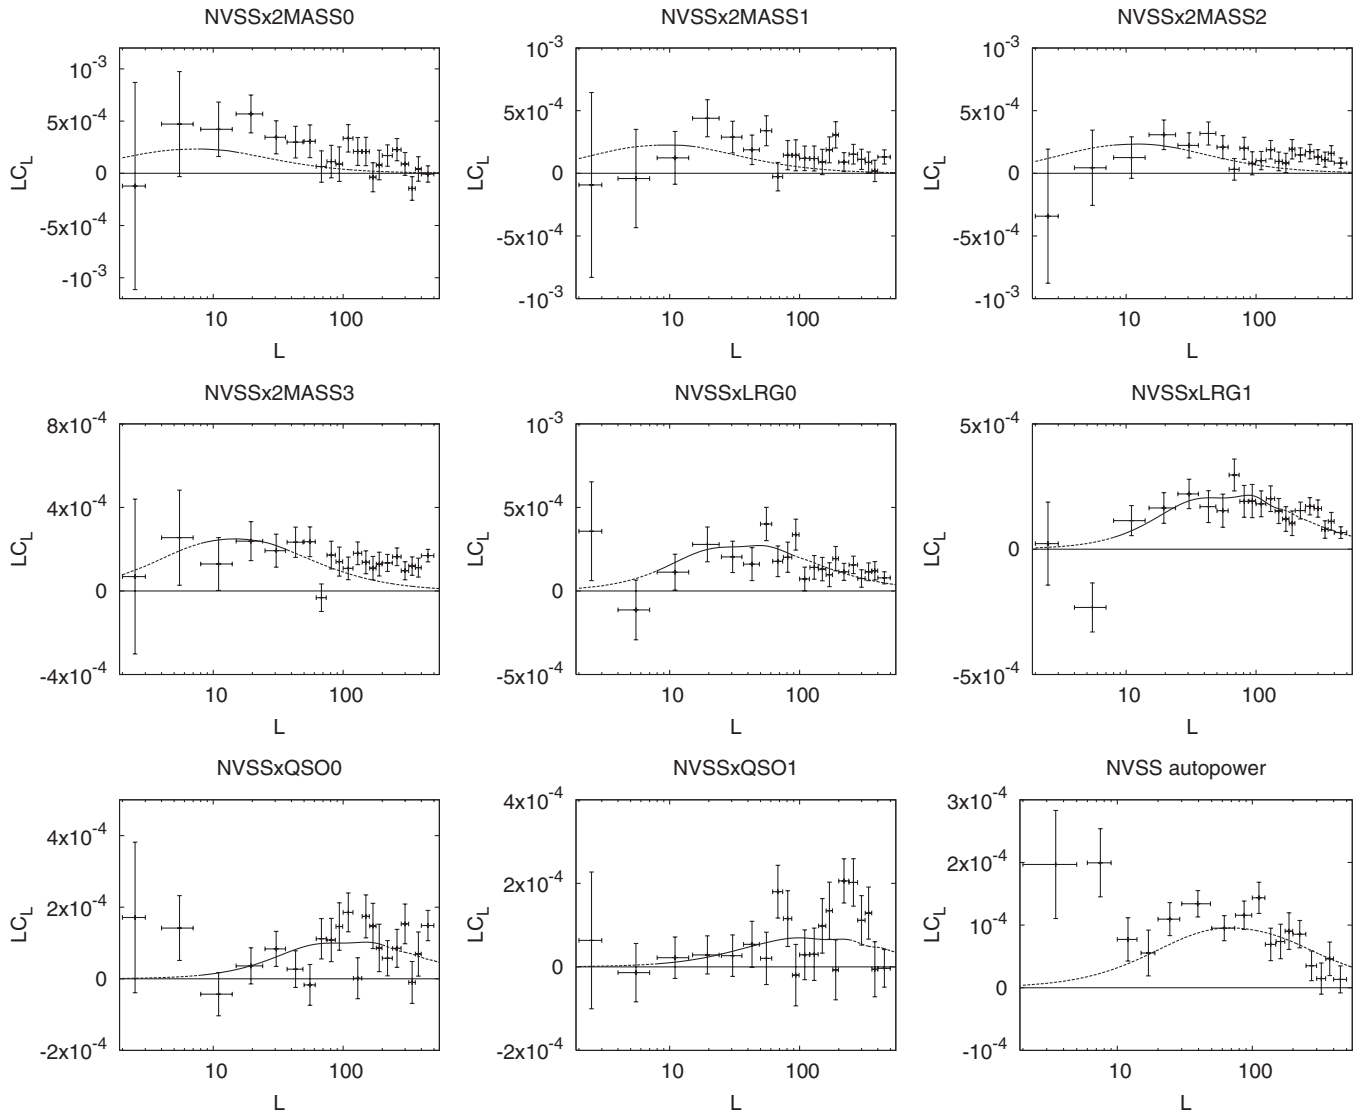 NVSSx2MASS0
NVSSx2MASS1
NVSSx2MASS2
10^-3
5x10^-4
0
-5x10^-4
-10^-3
LC_L
10
100
L
10^-3
5x10^-4
0
-5x10^-4
-10^-3
LC_L
10
100
L
10^-3
5x10^-4
0
-5x10^-4
-10^-3
LC_L
10
100
L
NVSSx2MASS3
NVSSxLRG0
NVSSxLRG1
8x10^-4
4x10^-4
0
-4x10^-4
LC_L
10
100
L
10^-3
5x10^-4
0
-5x10^-4
LC_L
10
100
L
5x10^-4
0
-5x10^-4
LC_L
10
100
L
NVSSxQSO0
NVSSxQSO1
NVSS autopower
4x10^-4
2x10^-4
0
-2x10^-4
LC_L
10
100
L
4x10^-4
2x10^-4
0
-2x10^-4
LC_L
10
100
L
3x10^-4
2x10^-4
10^-4
0
-10^-4
LC_L
10
100
L